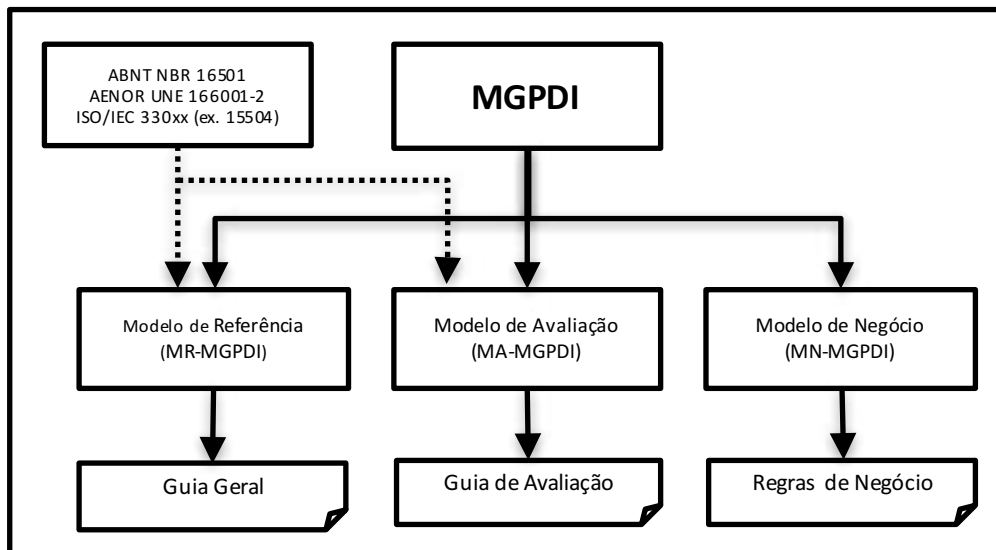 ABNT NBR 16501
AENOR UNE 166001-2
ISO/IEC 330xx (ex. 15504)
MGPDI
Modelo de Referência
(MR-MGPDI)
Modelo de Avaliação
(MA-MGPDI)
Modelo de Negócio
(MN-MGPDI)
Guia Geral
Guia de Avaliação
Regras de Negócio